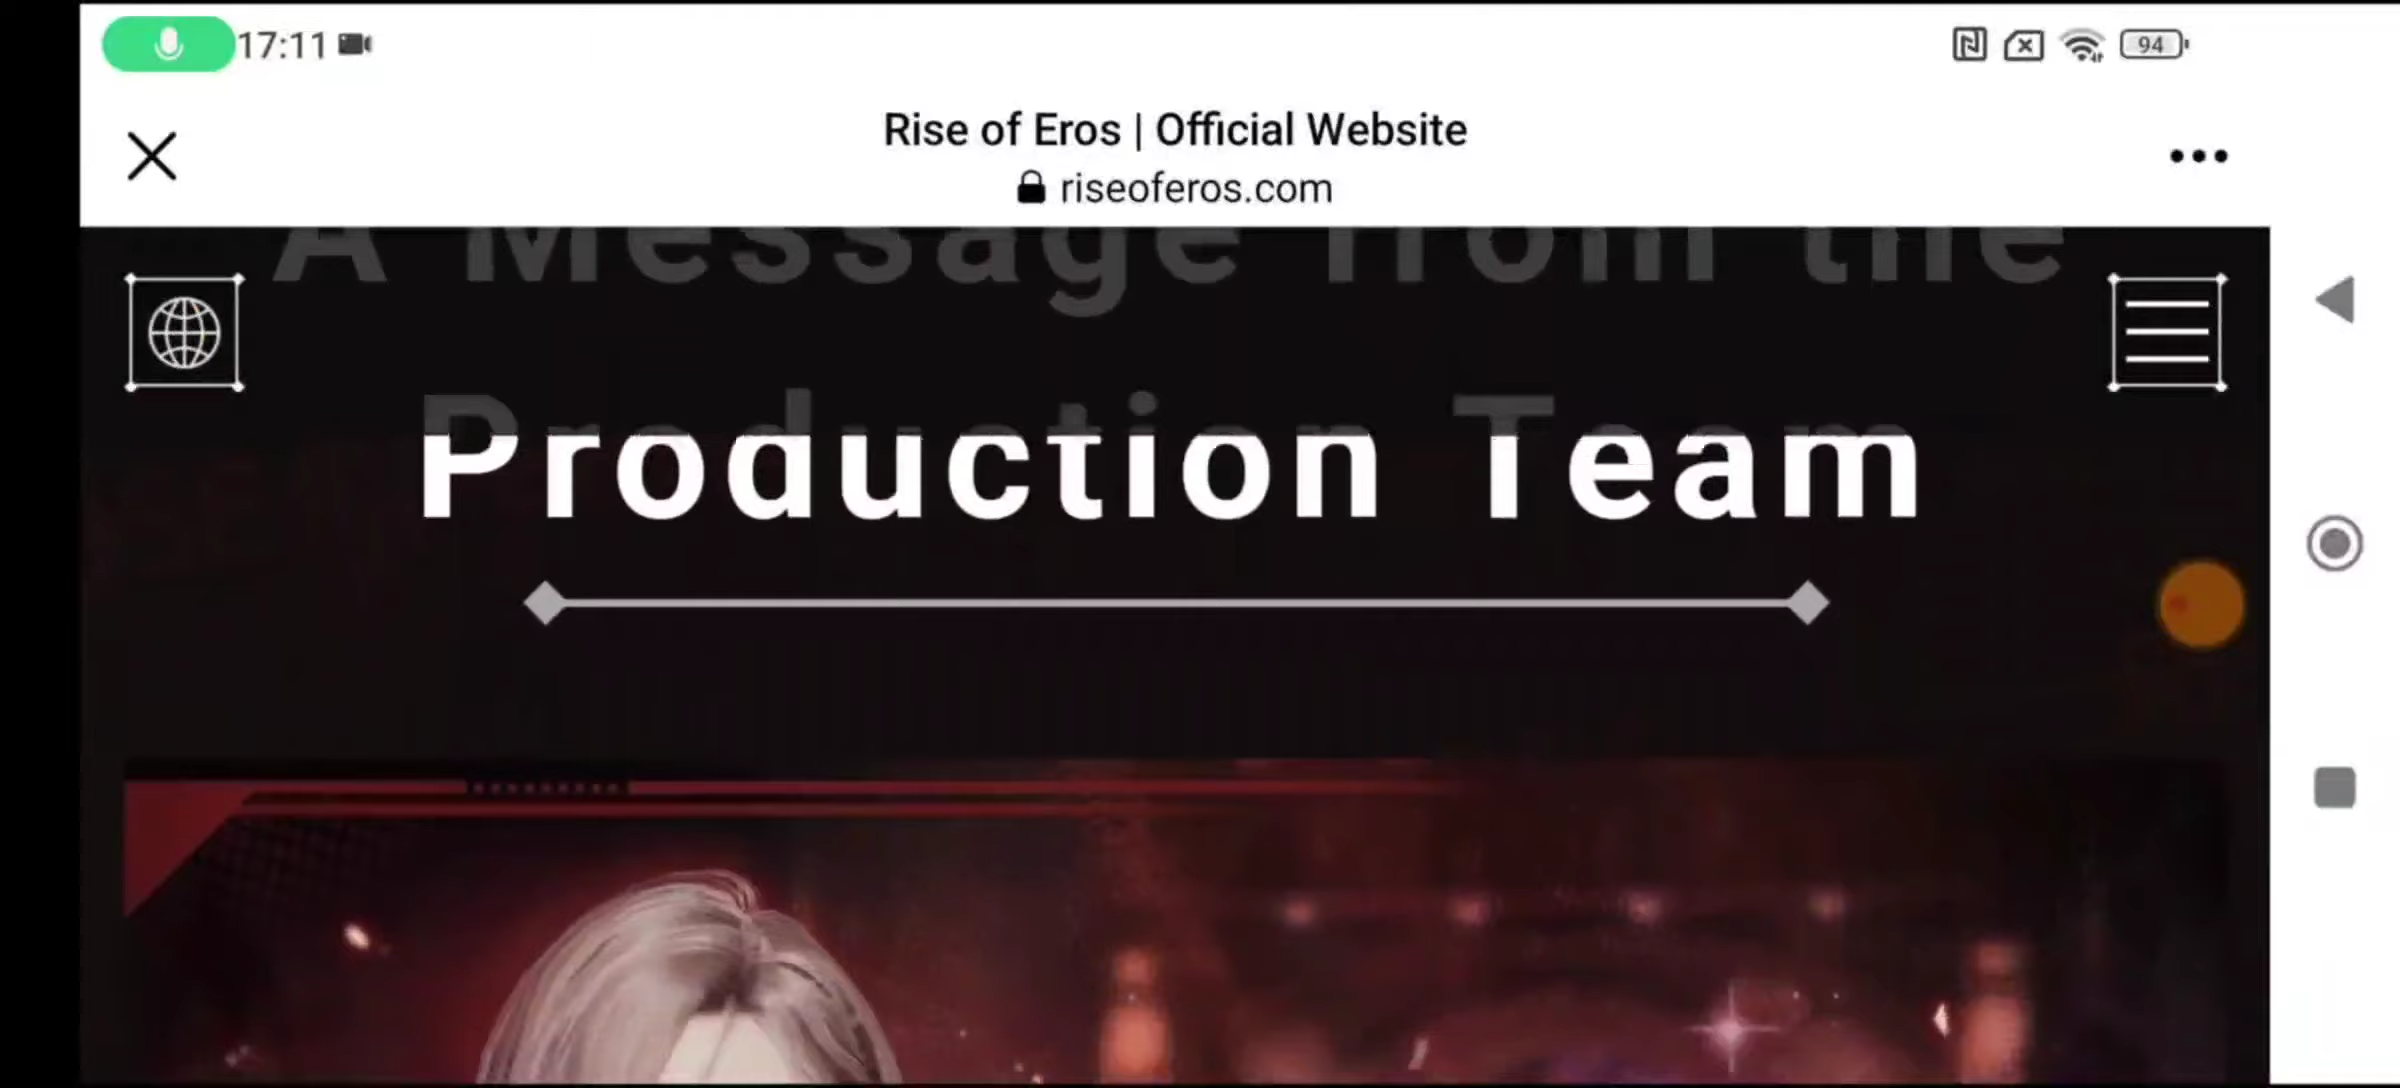 17:11
94
Rise of Eros | Official Website
riseoferos.com
A Message from the
Production Team